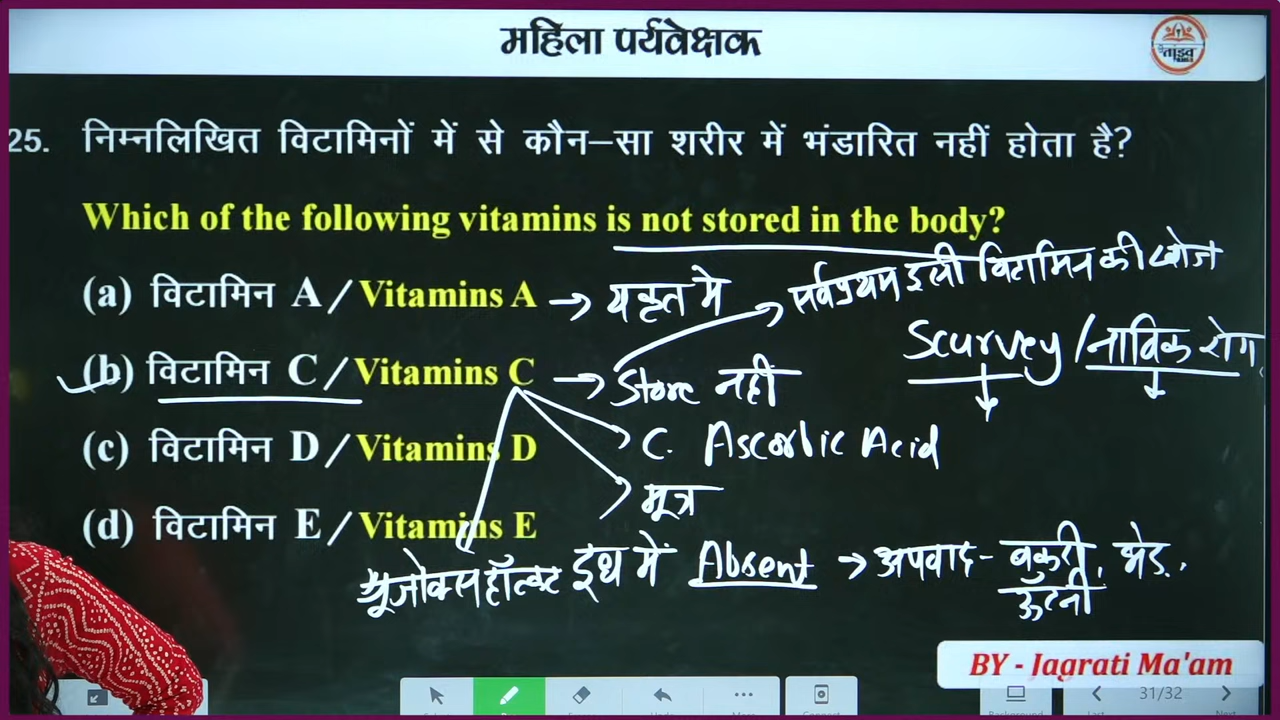 महिला पर्यवेक्षक
25. निम्नलिखित विटामिनों में से कौन–सा शरीर में भंडारित नहीं होता है?
Which of the following vitamins is not stored in the body?
सर्वप्रथम इसी विटामिन की खोज
(a) विटामिन A / Vitamins A → यकृत मे
Scurvey / नाविक रोग
(b) विटामिन C / Vitamins C → Store नहीं
C. Ascorbic Acid
(c) विटामिन D / Vitamins D
मूत्र
(d) विटामिन E / Vitamins E
में Absent → अपवाद - बकरी, भेड़,
ऊटनी
BY - Jagrati Ma'am
31/32